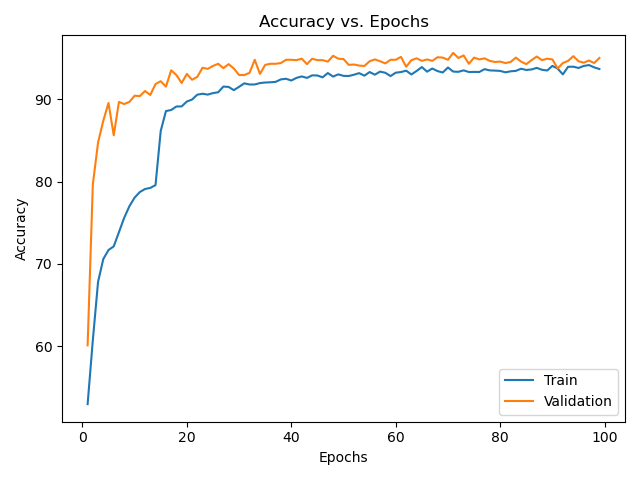 Accuracy vs. Epochs
Accuracy
90
80
70
60
0 20 40 60 80 100
Epochs
Train
Validation